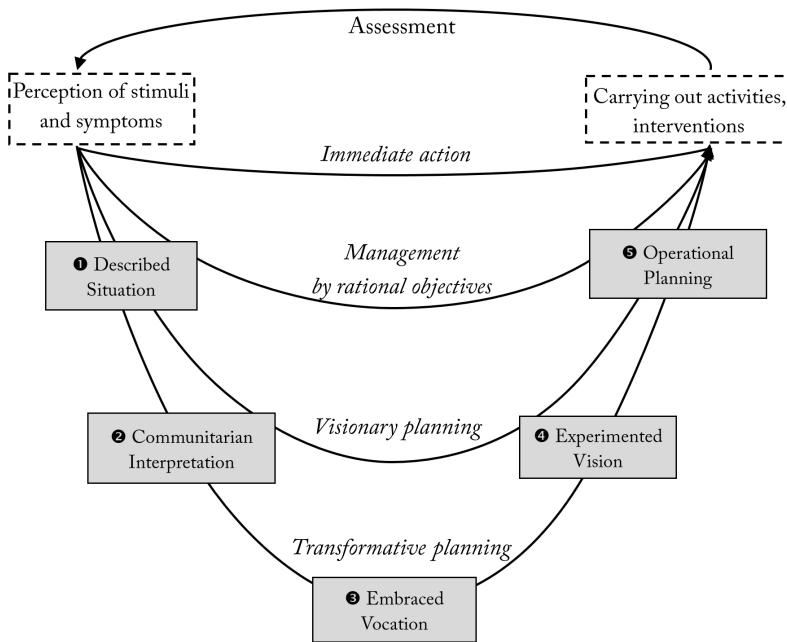 Assessment
Perception of stimuli
and symptoms
Carrying out activities,
interventions
Immediate action
Management
by rational objectives
❶ Described
Situation
❺ Operational
Planning
Visionary planning
❷ Communitarian
Interpretation
❹ Experimented
Vision
Transformative planning
❸ Embraced
Vocation